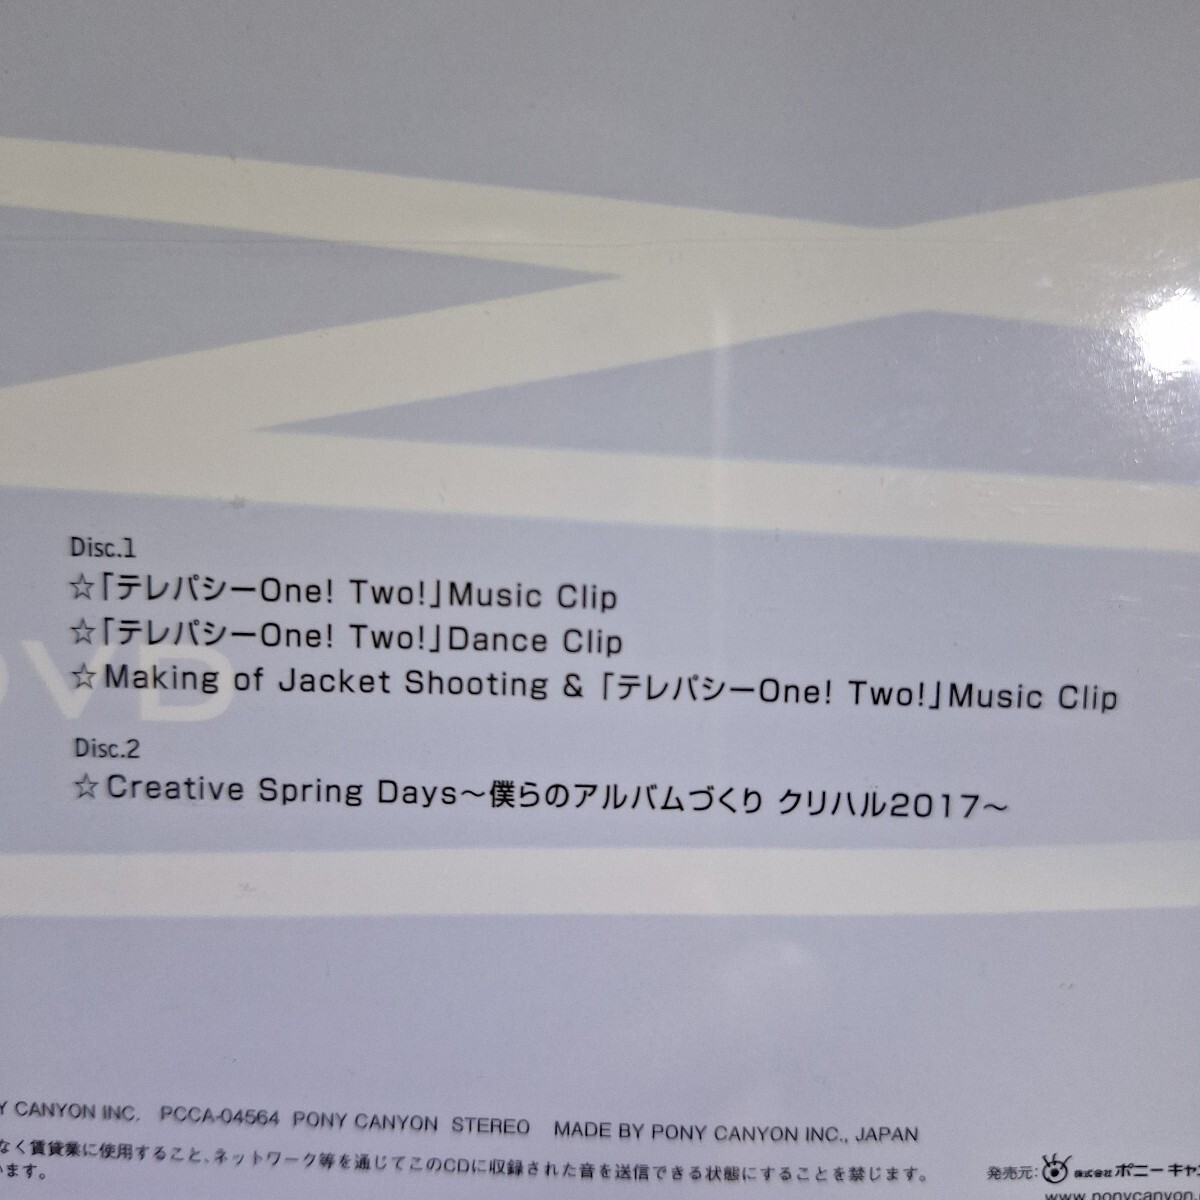 DVD
Disc.1
☆「テレパシーOne! Two!」Music Clip
☆「テレパシーOne! Two!」Dance Clip
☆Making of Jacket Shooting & 「テレパシーOne! Two!」Music Clip
Disc.2
☆Creative Spring Days〜僕らのアルバムづくり クリハル2017〜
Y CANYON INC. PCCA-04564 PONY CANYON STEREO MADE BY PONY CANYON INC., JAPAN
なく賃貸業に使用すること、ネットワーク等を通じてこのCDに収録された音を送信できる状態にすることを禁じます。
います。
発売元: 株式会社ポニーキャ
www.ponycanyon.